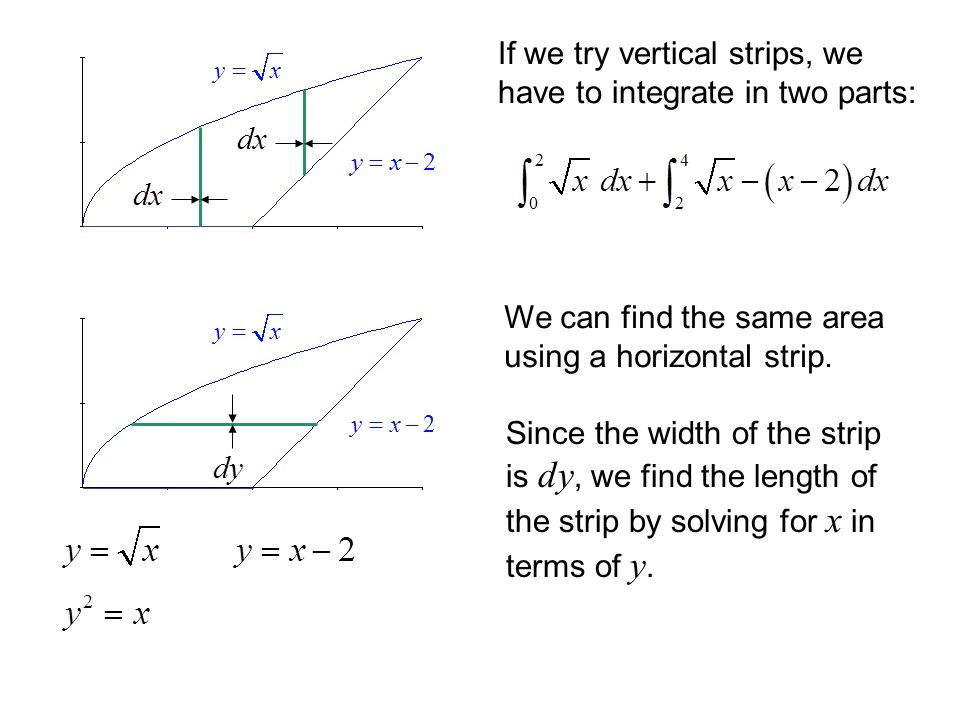 y = √x
dx
dx
y = x − 2
If we try vertical strips, we
have to integrate in two parts:
∫₀² √x dx + ∫₂⁴ √x − (x − 2) dx
y = √x
y = x − 2
dy
We can find the same area
using a horizontal strip.
Since the width of the strip
is dy, we find the length of
the strip by solving for x in
terms of y.
y = √x
y = x − 2
y² = x